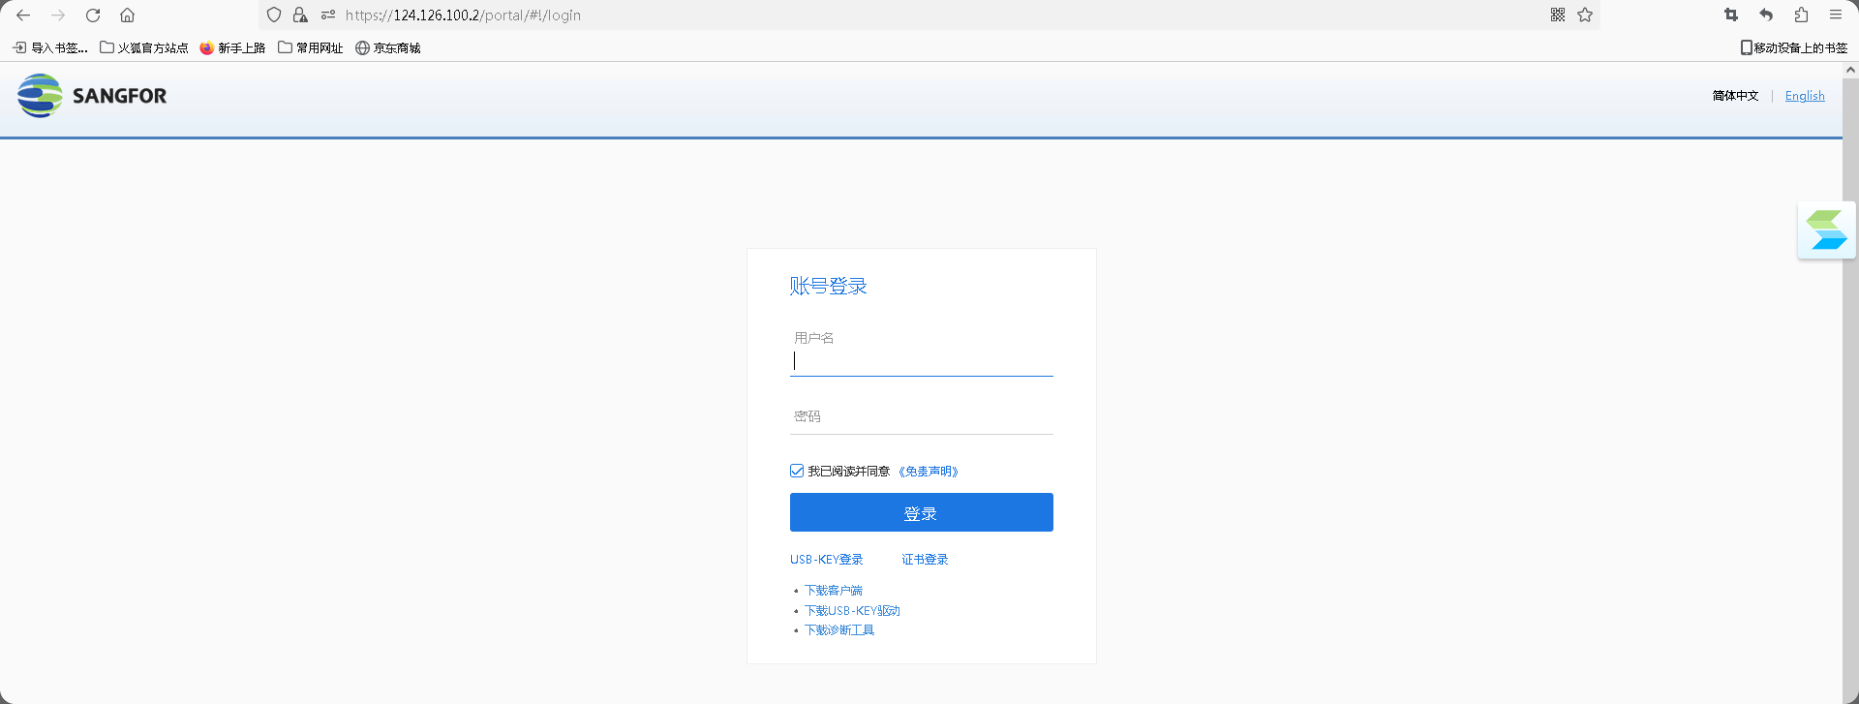 https://124.126.100.2/portal/#!/login
导入书签... 火狐官方站点 新手上路 常用网址 京东商城 移动设备上的书签
SANGFOR
简体中文 | English
账号登录
用户名
密码
我已阅读并同意 《免责声明》
登录
USB-KEY登录 证书登录
下载客户端
下载USB-KEY驱动
下载诊断工具